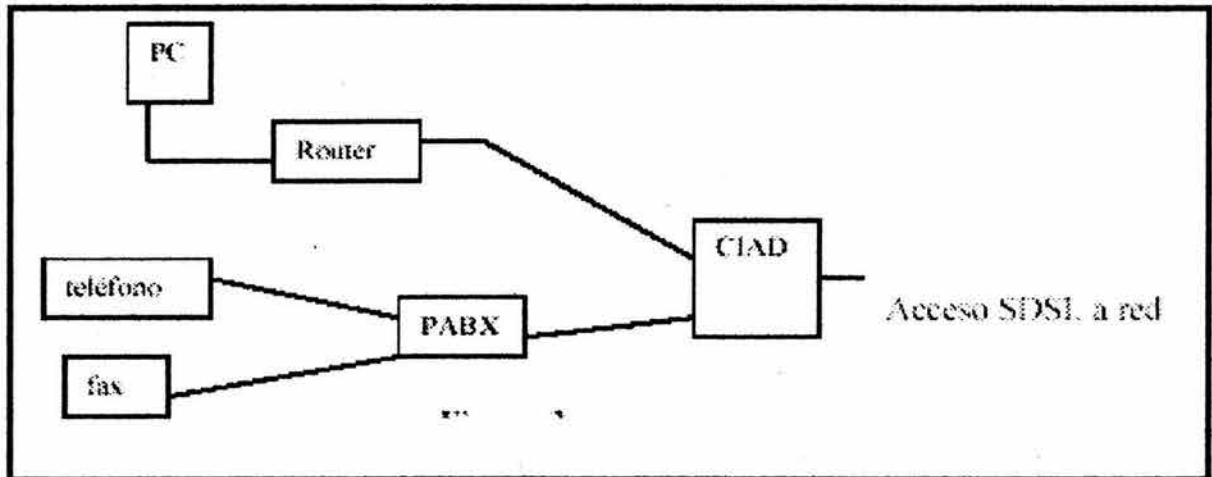 PC
Router
CIAD
teléfono
PABX
Acceso SDSL a red
fax